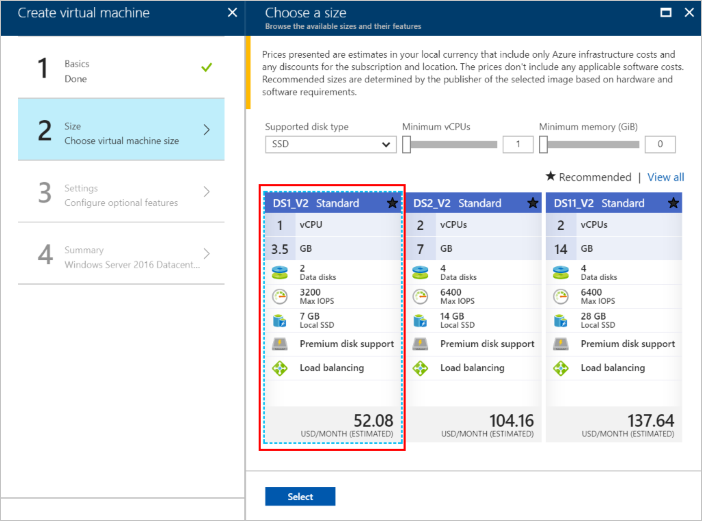 Create virtual machine
1
Basics
Done
2
Size
Choose virtual machine size
3
Settings
Configure optional features
4
Summary
Windows Server 2016 Datacent...
Choose a size
Browse the available sizes and their features
Prices presented are estimates in your local currency that include only Azure infrastructure costs and
any discounts for the subscription and location. The prices don't include any applicable software costs.
Recommended sizes are determined by the publisher of the selected image based on hardware and
software requirements.
Supported disk type
SSD
Minimum vCPUs
1
Minimum memory (GiB)
0
★ Recommended | View all
DS1_V2 Standard ★
1 vCPU
3.5 GB
2
Data disks
3200
Max IOPS
7 GB
Local SSD
Premium disk support
Load balancing
52.08
USD/MONTH (ESTIMATED)
DS2_V2 Standard ★
2 vCPUs
7 GB
4
Data disks
6400
Max IOPS
14 GB
Local SSD
Premium disk support
Load balancing
104.16
USD/MONTH (ESTIMATED)
DS11_V2 Standard ★
2 vCPUs
14 GB
4
Data disks
6400
Max IOPS
28 GB
Local SSD
Premium disk support
Load balancing
137.64
USD/MONTH (ESTIMATED)
Select